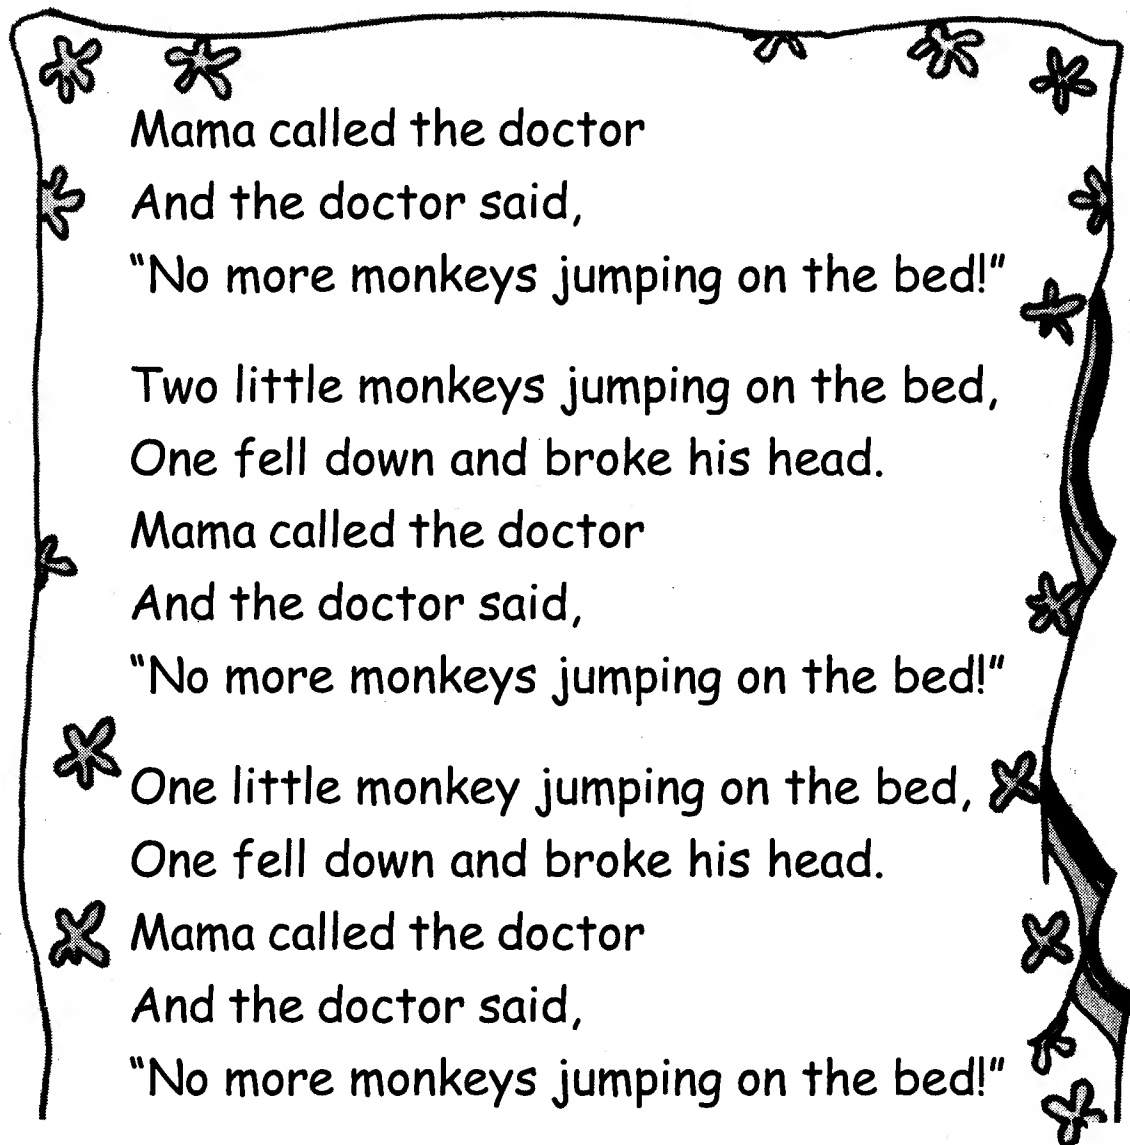 Mama called the doctor
And the doctor said,
"No more monkeys jumping on the bed!"
Two little monkeys jumping on the bed,
One fell down and broke his head.
Mama called the doctor
And the doctor said,
"No more monkeys jumping on the bed!"
One little monkey jumping on the bed,
One fell down and broke his head.
Mama called the doctor
And the doctor said,
"No more monkeys jumping on the bed!"